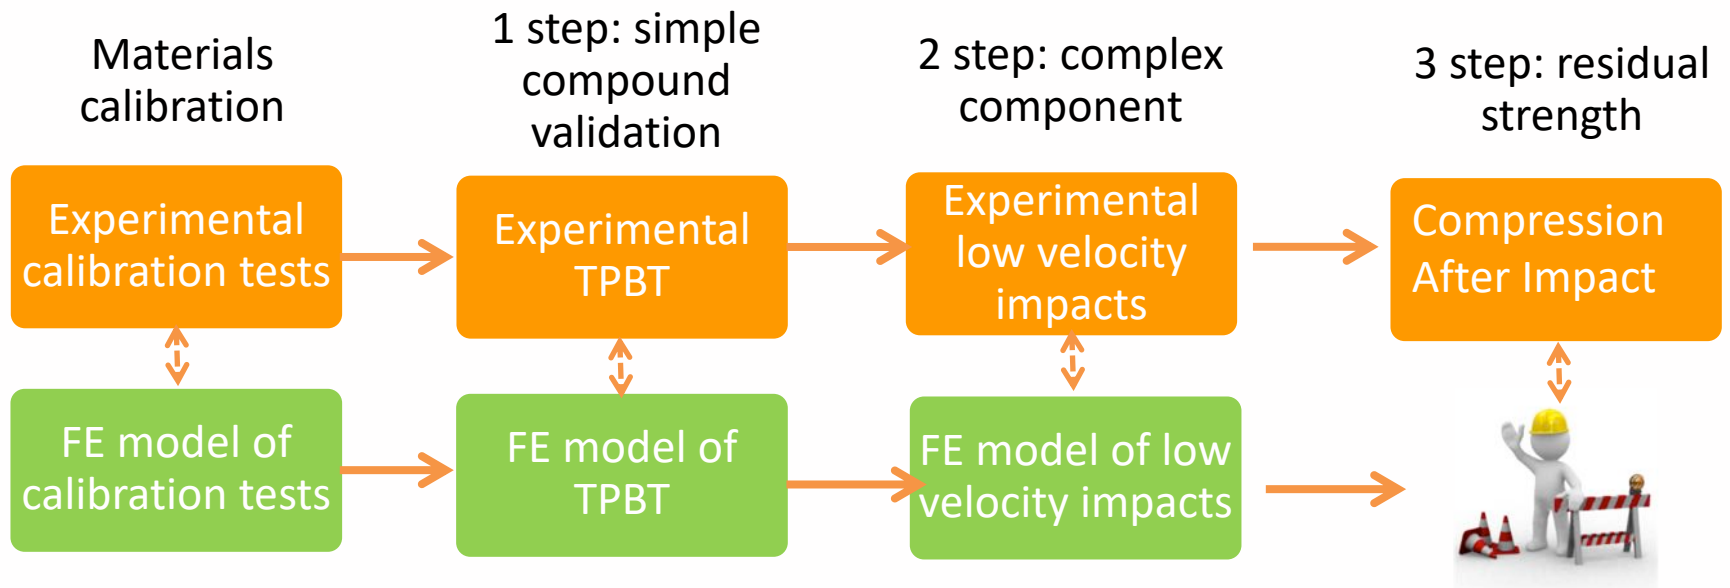 Materials
calibration
1 step: simple
compound
validation
2 step: complex
component
3 step: residual
strength
Experimental
calibration tests
Experimental
TPBT
Experimental
low velocity
impacts
Compression
After Impact
FE model of
calibration tests
FE model of
TPBT
FE model of low
velocity impacts